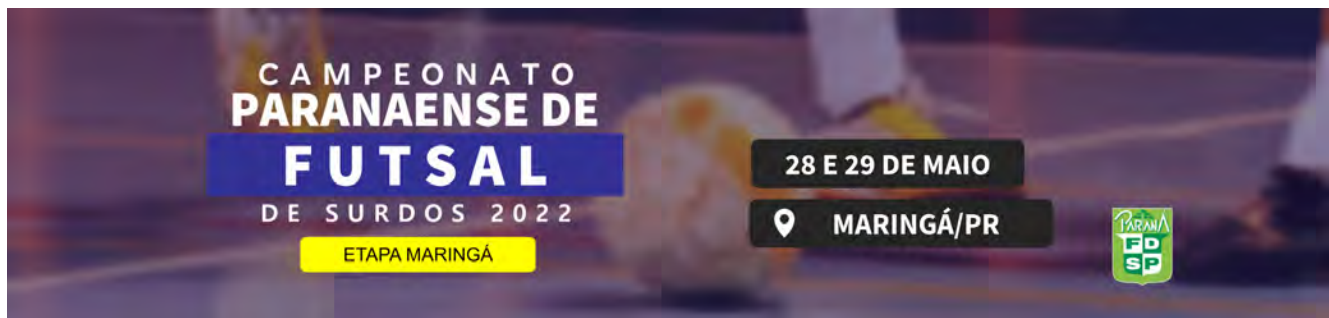 CAMPEONATO
PARANAENSE DE
FUTSAL
DE SURDOS 2022
ETAPA MARINGÁ
28 E 29 DE MAIO
MARINGÁ/PR
PARANÁ
FD
SP